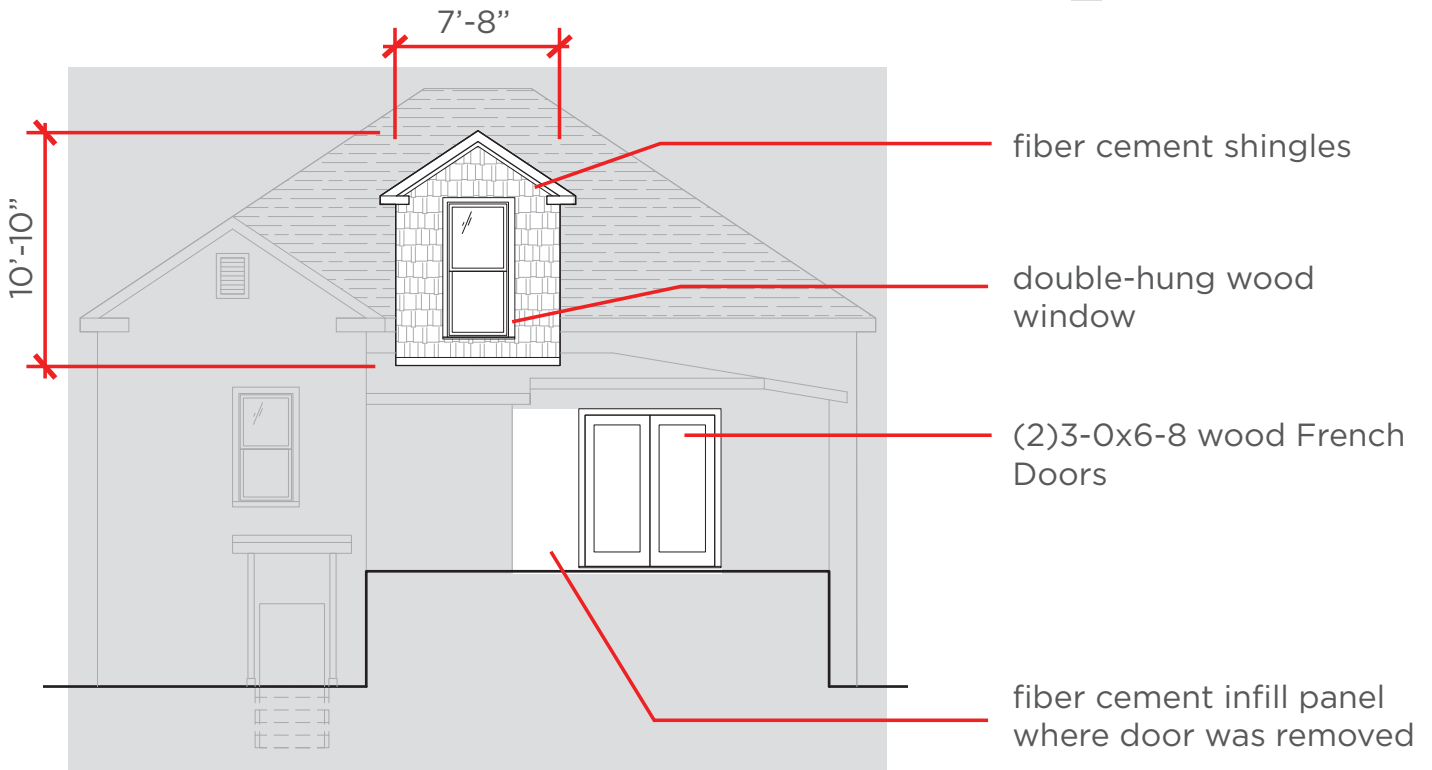 7’-8”
10’-10”
fiber cement shingles
double-hung wood
window
(2)3-0x6-8 wood French
Doors
fiber cement infill panel
where door was removed